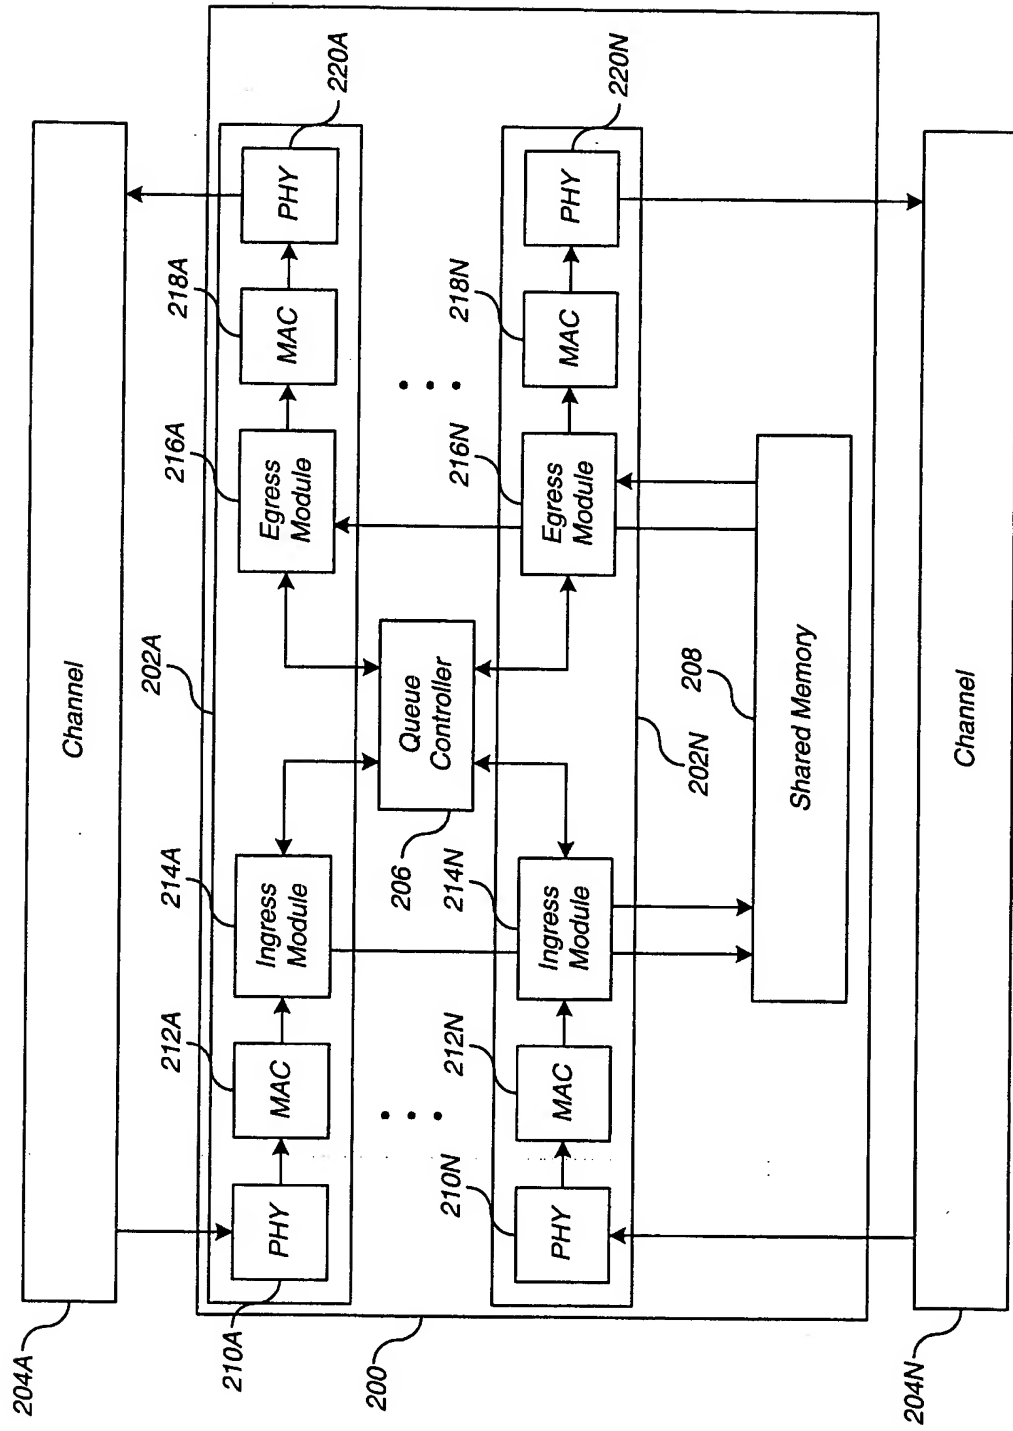 204A
Channel
202A
210A
PHY
212A
MAC
214A
Ingress
Module
216A
Egress
Module
218A
MAC
220A
PHY
206
Queue
Controller
210N
PHY
212N
MAC
214N
Ingress
Module
216N
Egress
Module
218N
MAC
220N
PHY
202N
208
Shared Memory
200
204N
Channel